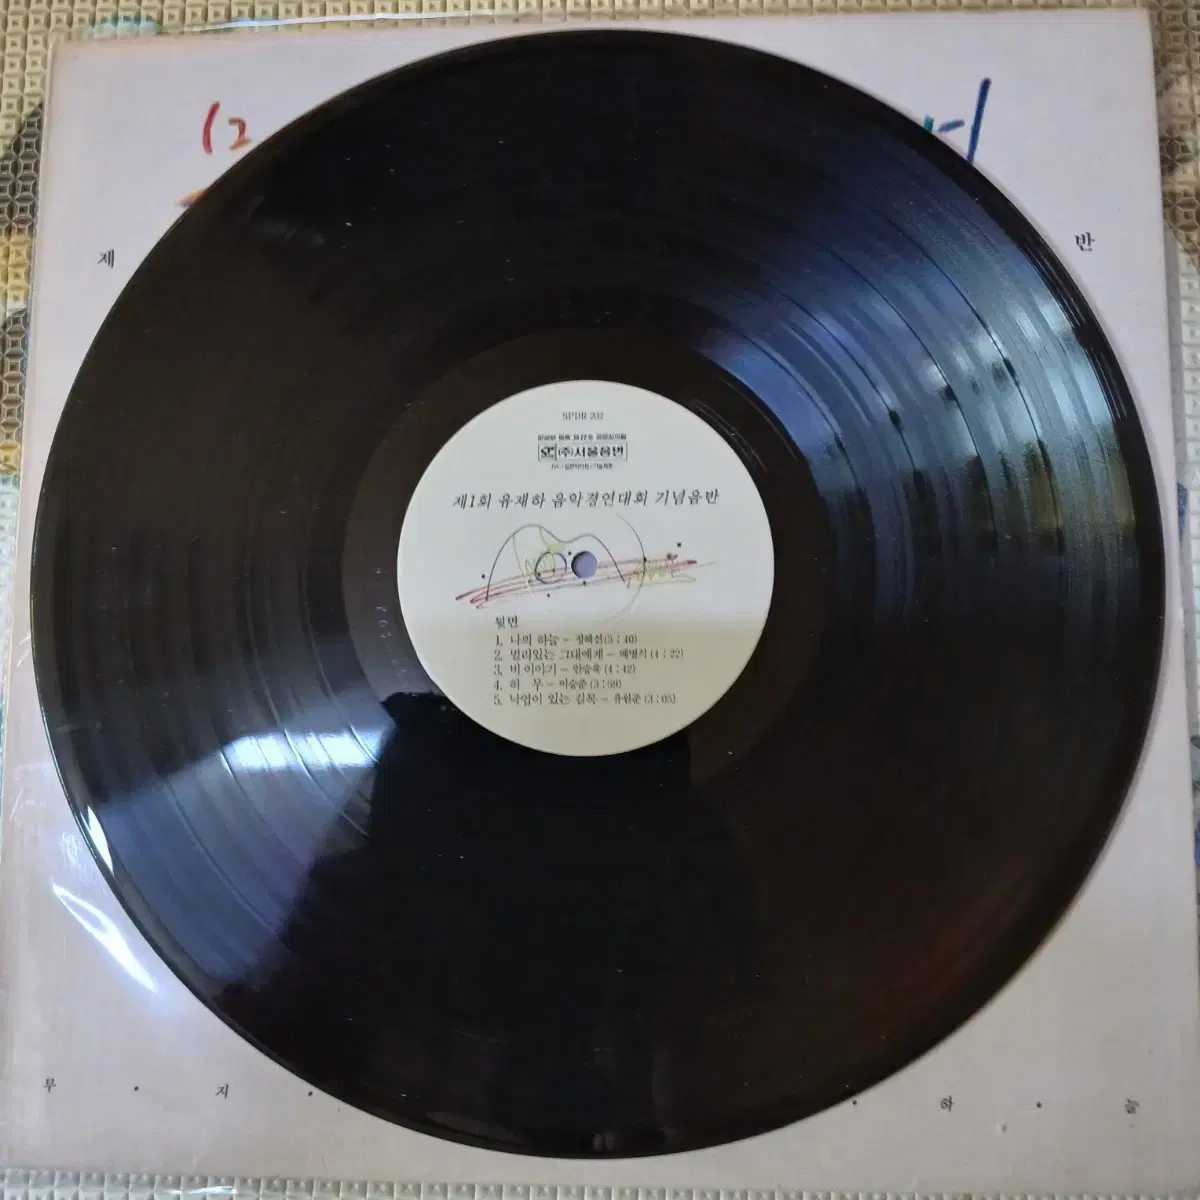 제
반
SPDR-202
(주)서울음반
제1회 유재하 음악경연대회 기념음반
뒷면
1. 나의 하늘 - 정혜선(3 : 40)
2. 멀리있는 그대에게 - 배명식(4 : 22)
3. 비 이야기 - 안승욱(4 : 42)
4. 허 무 - 이승준(3 : 59)
5. 낙엽이 있는 길목 - 유원준(3 : 05)
무 · 지 ·
· 하 · 늘